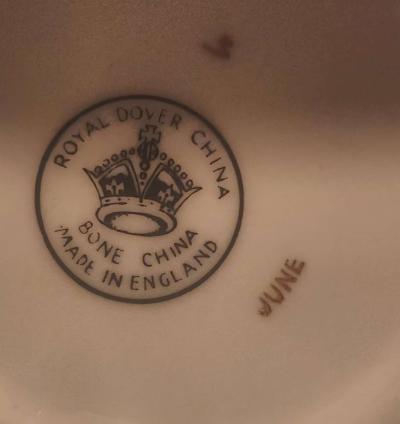 ROYAL DOVER CHINA
BONE CHINA
MADE IN ENGLAND
JUNE